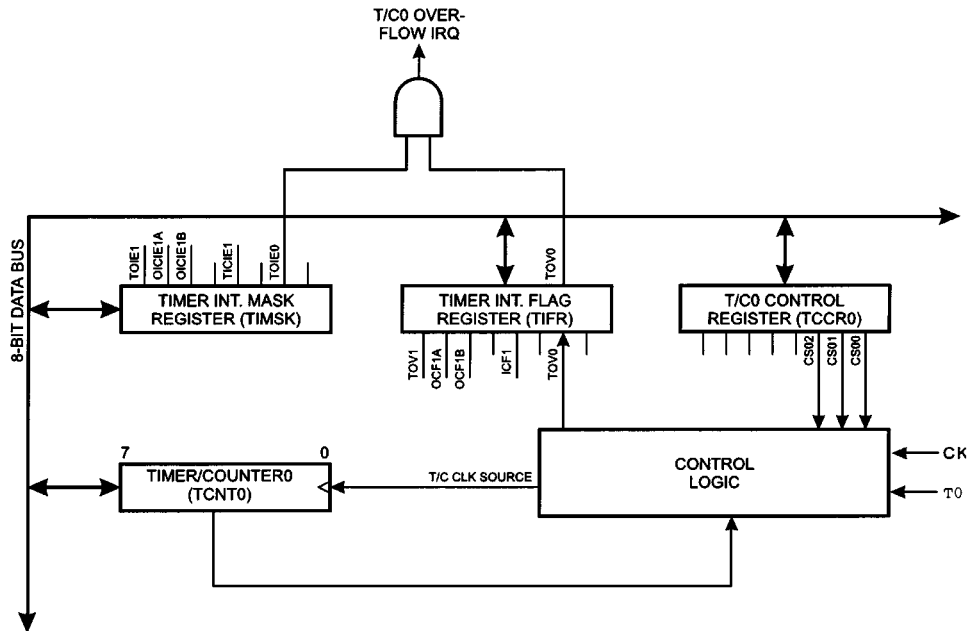 T/C0 OVER-
FLOW IRQ
8-BIT DATA BUS
TOIE1
OICIE1A
OICIE1B
TICIE1
TOIE0
TOV0
TIMER INT. MASK
REGISTER (TIMSK)
TIMER INT. FLAG
REGISTER (TIFR)
T/C0 CONTROL
REGISTER (TCCR0)
TOV1
OCF1A
OCF1B
ICF1
TOV0
CS02
CS01
CS00
7
0
TIMER/COUNTER0
(TCNT0)
T/C CLK SOURCE
CONTROL
LOGIC
CK
T0